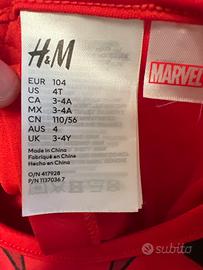 H&M
MARVEL
EUR 104
US 4T
CA 3-4A
MX 3-4A
CN 110/56
AUS 4
UK 3-4Y
Made in China
Fabriqué en Chine
Hecho en China
O/N 417928
P/N 1137036 7
subito